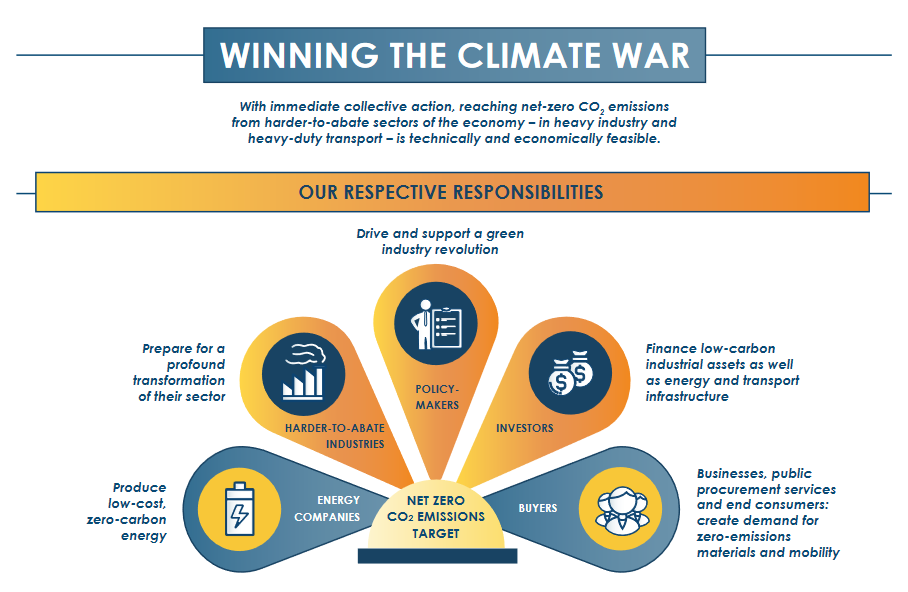 WINNING THE CLIMATE WAR
With immediate collective action, reaching net-zero CO₂ emissions
from harder-to-abate sectors of the economy – in heavy industry and
heavy-duty transport – is technically and economically feasible.
OUR RESPECTIVE RESPONSIBILITIES
Drive and support a green
industry revolution
POLICY-
MAKERS
Prepare for a
profound
transformation
of their sector
HARDER-TO-ABATE
INDUSTRIES
Finance low-carbon
industrial assets as well
as energy and transport
infrastructure
$ $
INVESTORS
Produce
low-cost,
zero-carbon
energy
ENERGY
COMPANIES
NET ZERO
CO₂ EMISSIONS
TARGET
BUYERS
Businesses, public
procurement services
and end consumers:
create demand for
zero-emissions
materials and mobility